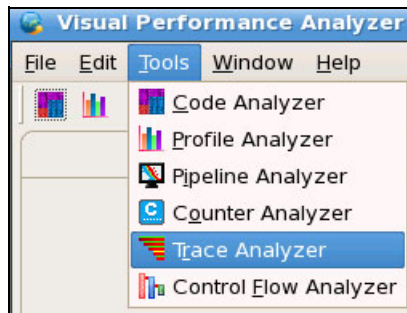 Visual Performance Analyzer
File Edit Tools Window Help
Code Analyzer
Profile Analyzer
Pipeline Analyzer
Counter Analyzer
Trace Analyzer
Control Flow Analyzer